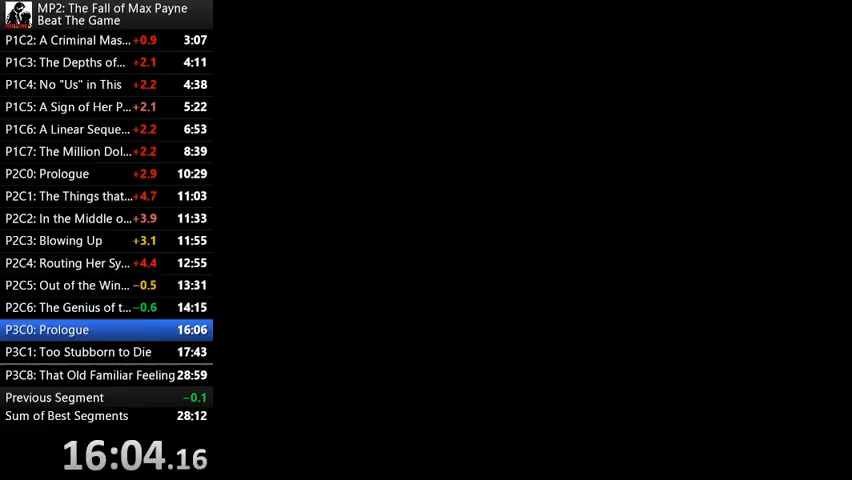 MP2: The Fall of Max Payne
Beat The Game
P1C2: A Criminal Mas... +0.9 3:07
P1C3: The Depths of... +2.1 4:11
P1C4: No "Us" in This +2.2 4:38
P1C5: A Sign of Her P... +2.1 5:22
P1C6: A Linear Seque... +2.2 6:53
P1C7: The Million Dol... +2.2 8:39
P2C0: Prologue +2.9 10:29
P2C1: The Things that... +4.7 11:03
P2C2: In the Middle o... +3.9 11:33
P2C3: Blowing Up +3.1 11:55
P2C4: Routing Her Sy... +4.4 12:55
P2C5: Out of the Win... −0.5 13:31
P2C6: The Genius of t... −0.6 14:15
P3C0: Prologue 16:06
P3C1: Too Stubborn to Die 17:43
P3C8: That Old Familiar Feeling 28:59
Previous Segment −0.1
Sum of Best Segments 28:12
16:04.16